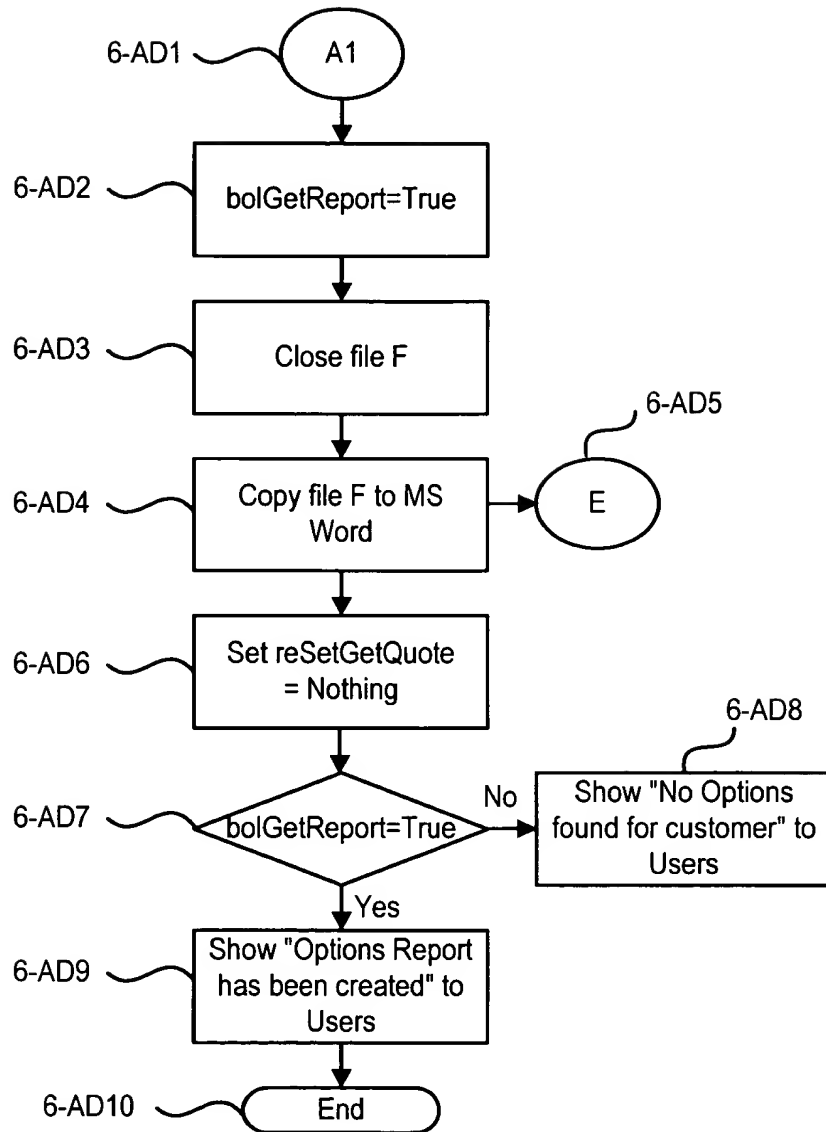 6-AD1
A1
6-AD2
bolGetReport=True
6-AD3
Close file F
6-AD5
6-AD4
Copy file F to MS
Word
E
6-AD6
Set reSetGetQuote
= Nothing
6-AD8
6-AD7
bolGetReport=True
No
Show "No Options
found for customer" to
Users
Yes
6-AD9
Show "Options Report
has been created" to
Users
6-AD10
End